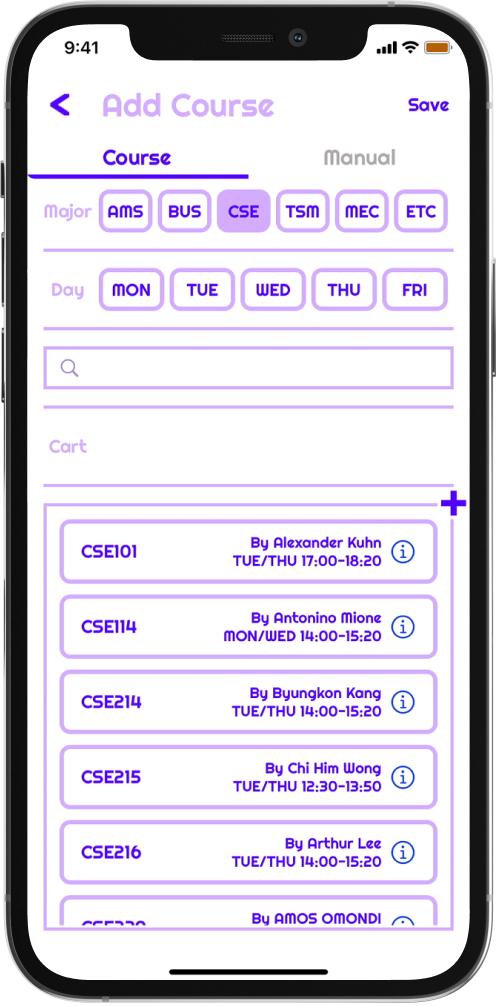 9:41
< Add Course Save
Course Manual
Major AMS BUS CSE TSM MEC ETC
Day MON TUE WED THU FRI
Cart
+
By Alexander Kuhn
CSE101
TUE/THU 17:00-18:20
By Antonino Mione
CSE114
MON/WED 14:00-15:20
By Byungkon Kang
CSE214
TUE/THU 14:00-15:20
By Chi Him Wong
CSE215
TUE/THU 12:30-13:50
By Arthur Lee
CSE216
TUE/THU 14:00-15:20
By AMOS OMONDI